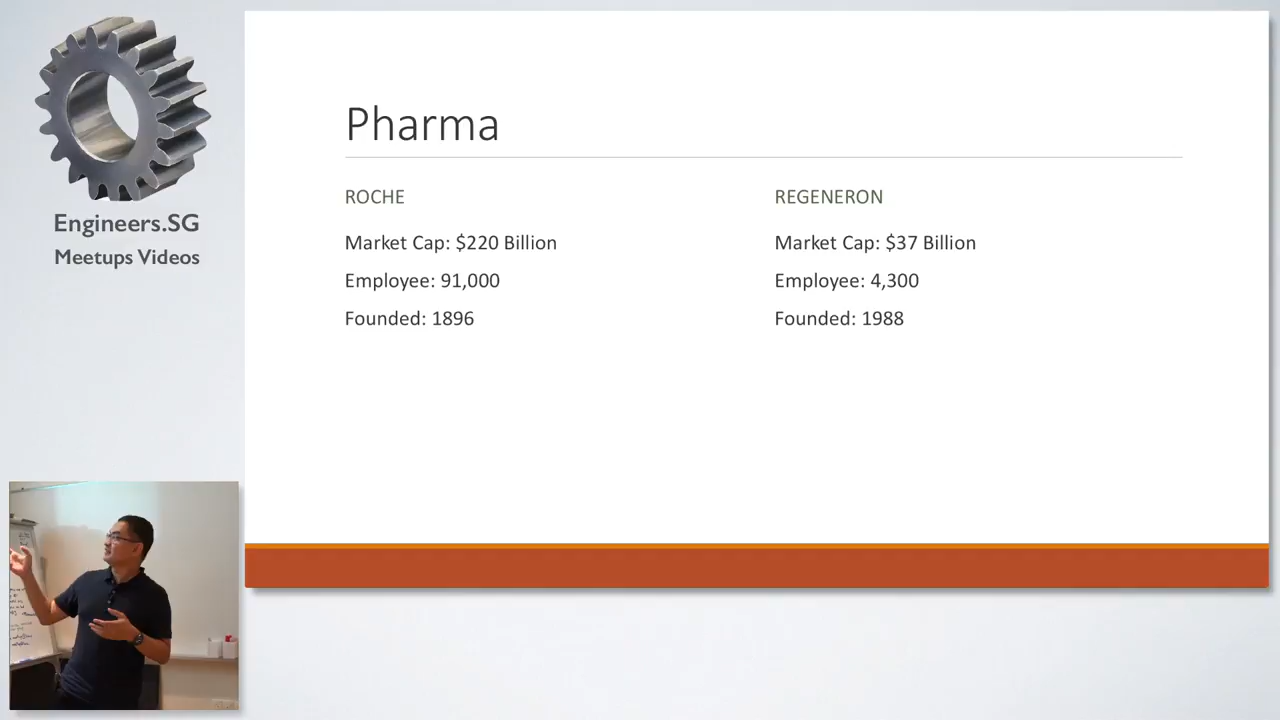 Engineers.SG
Meetups Videos
Pharma
ROCHE
Market Cap: $220 Billion
Employee: 91,000
Founded: 1896
REGENERON
Market Cap: $37 Billion
Employee: 4,300
Founded: 1988